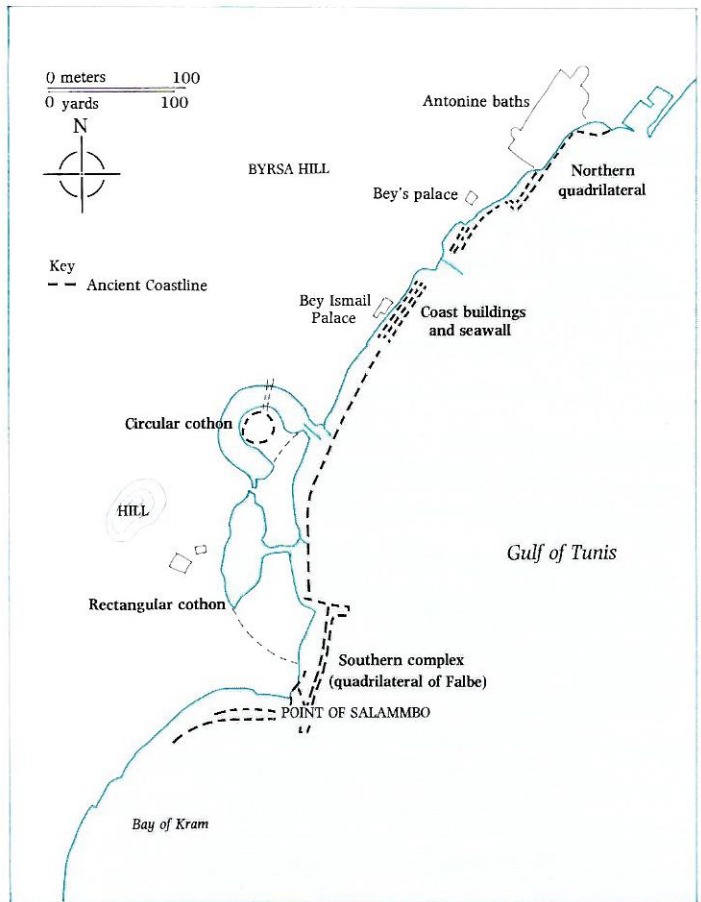 0 meters 100
0 yards 100
N
Antonine baths
BYRSA HILL
Northern
quadrilateral
Bey's palace
Key
Ancient Coastline
Bey Ismail
Palace
Coast buildings
and seawall
Circular cothon
HILL
Gulf of Tunis
Rectangular cothon
Southern complex
(quadrilateral of Falbe)
POINT OF SALAMMBO
Bay of Kram